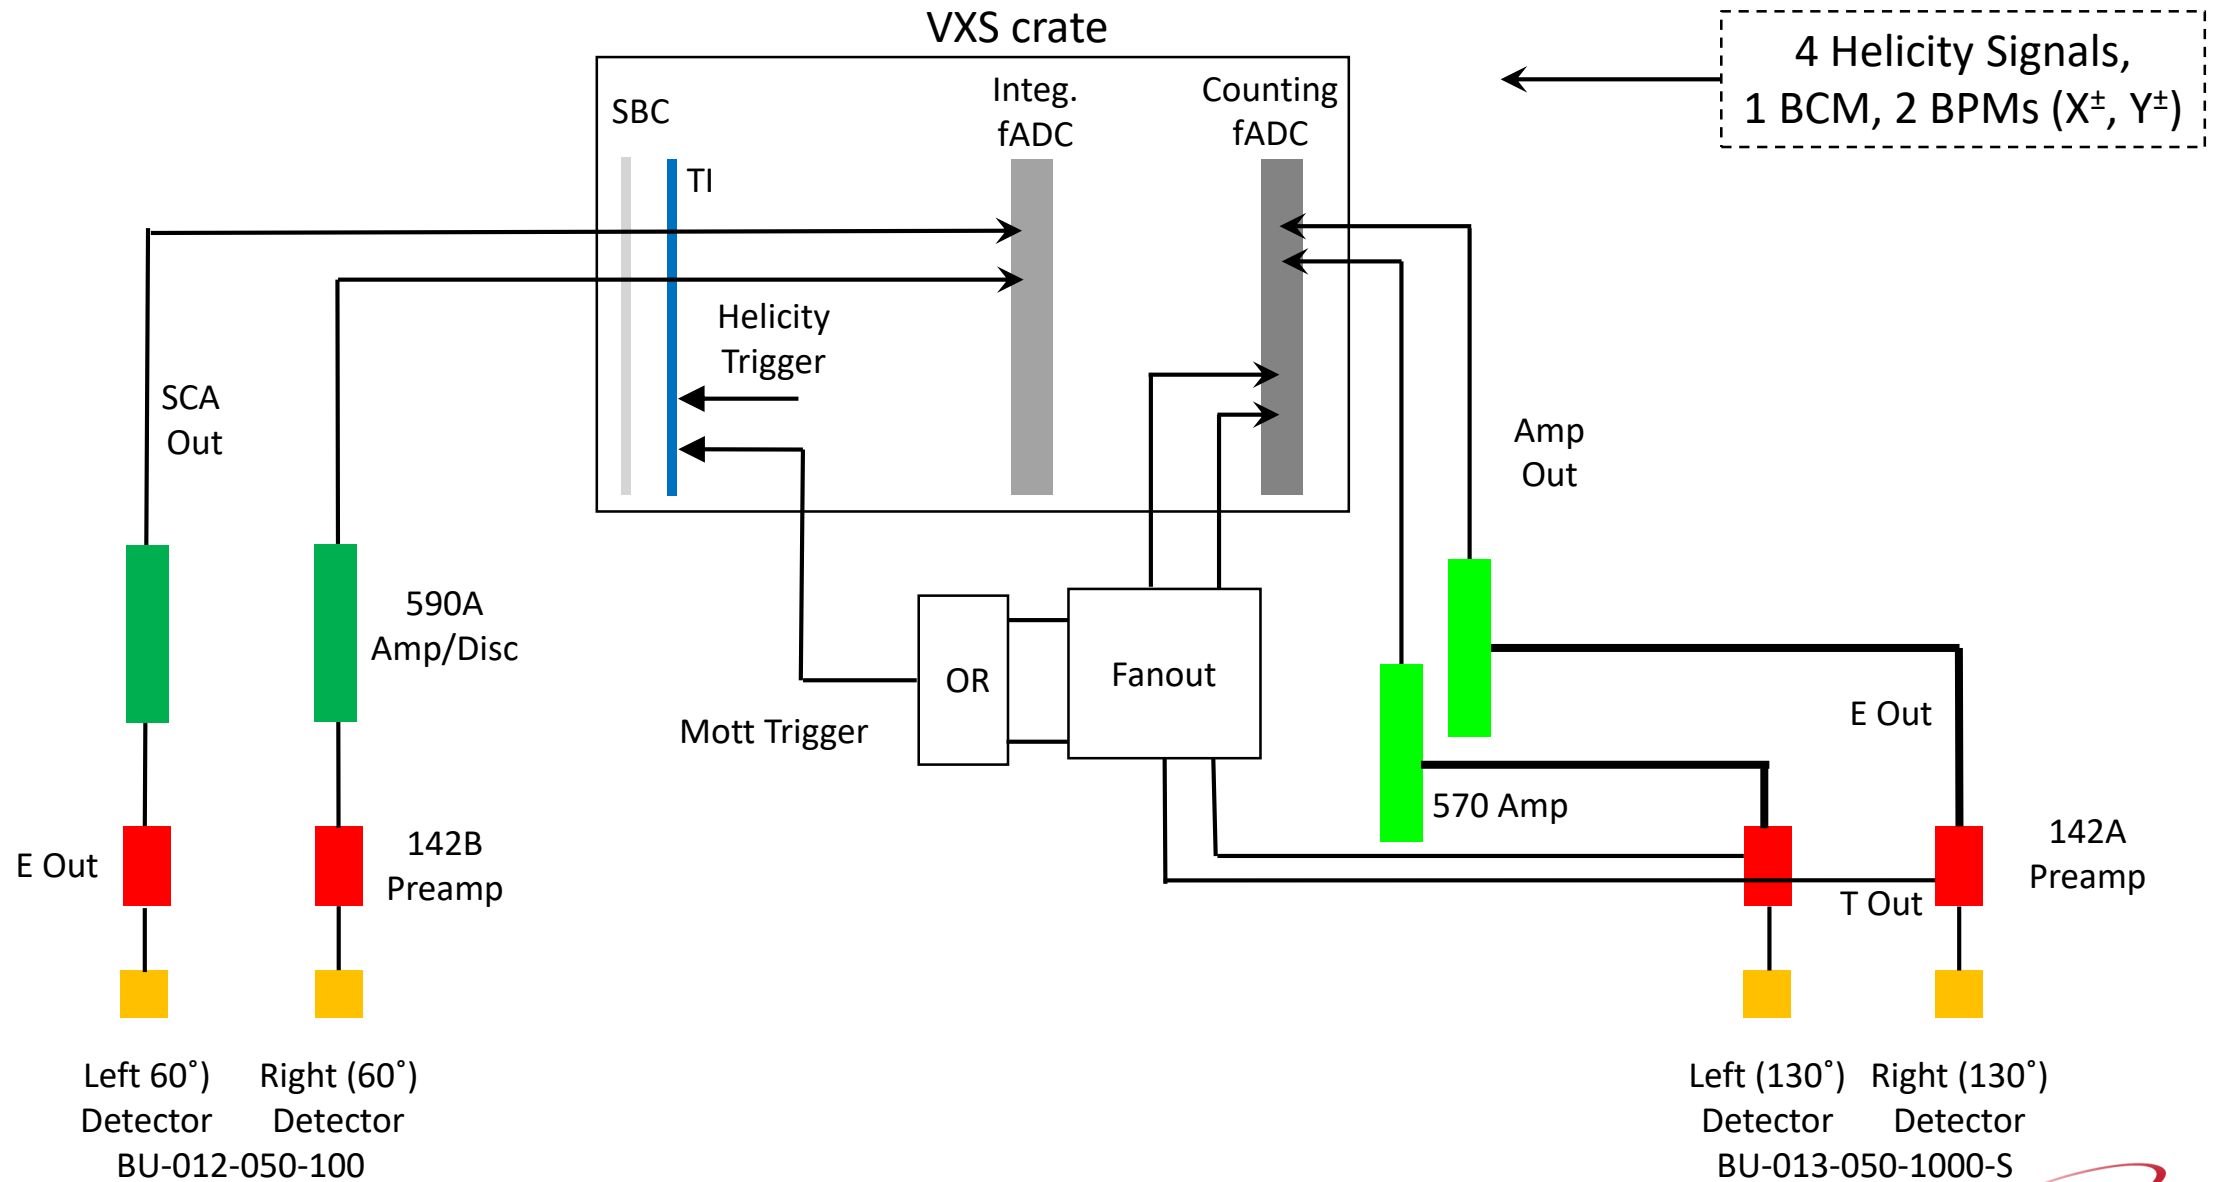 VXS crate
4 Helicity Signals,
1 BCM, 2 BPMs (X±, Y±)
SBC
TI
Integ.
fADC
Counting
fADC
Helicity
Trigger
SCA
Out
Amp
Out
590A
Amp/Disc
OR
Fanout
Mott Trigger
E Out
570 Amp
E Out
142B
Preamp
142A
Preamp
T Out
Left 60˚)
Detector
Right (60˚)
Detector
BU-012-050-100
Left (130˚)
Detector
Right (130˚)
Detector
BU-013-050-1000-S